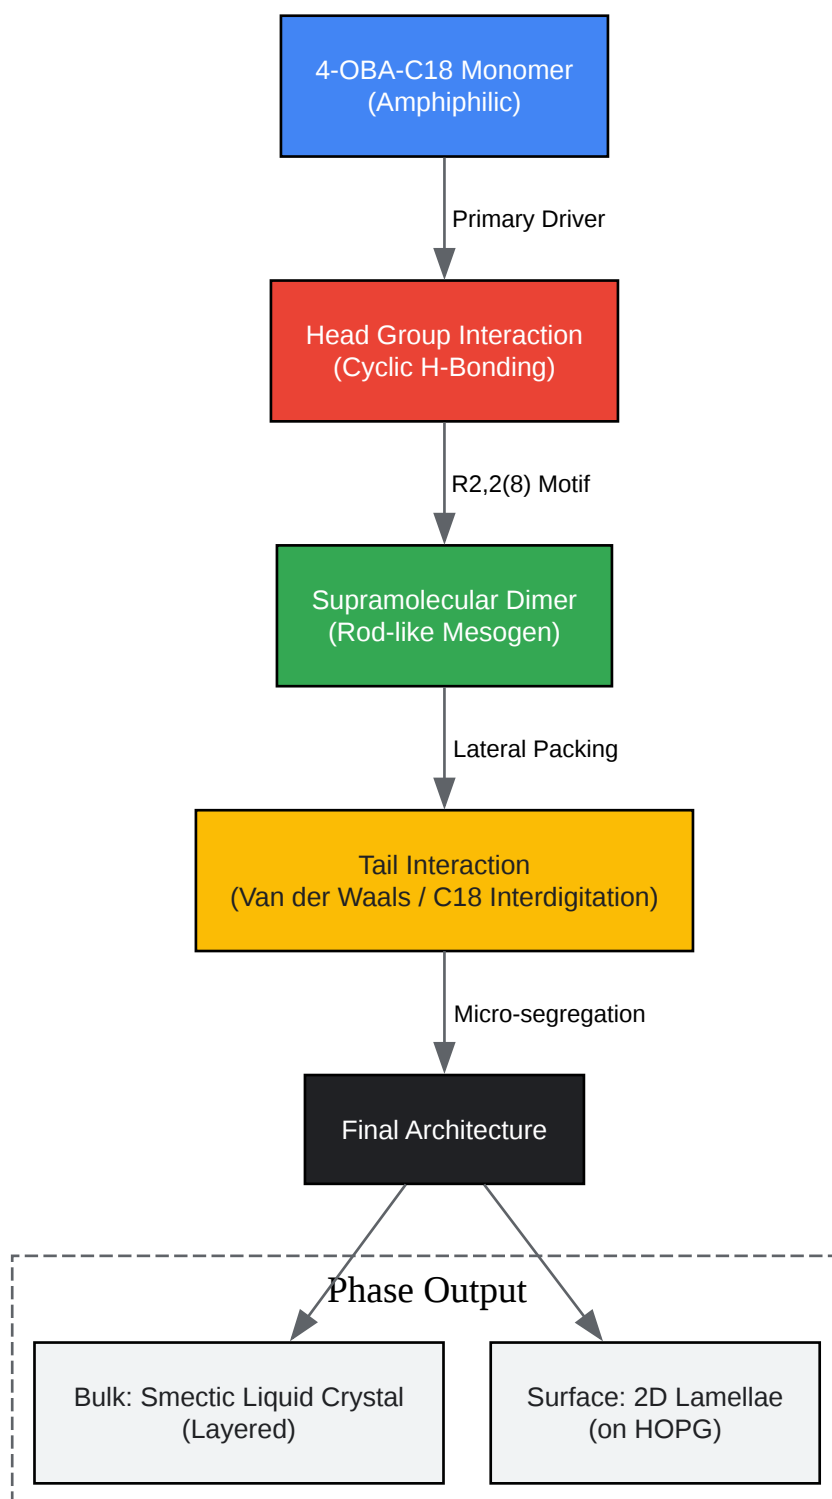 4-OBA-C18 Monomer
(Amphiphilic)
Primary Driver
Head Group Interaction
(Cyclic H-Bonding)
R2,2(8) Motif
Supramolecular Dimer
(Rod-like Mesogen)
Lateral Packing
Tail Interaction
(Van der Waals / C18 Interdigitation)
Micro-segregation
Final Architecture
Phase Output
Bulk: Smectic Liquid Crystal
(Layered)
Surface: 2D Lamellae
(on HOPG)